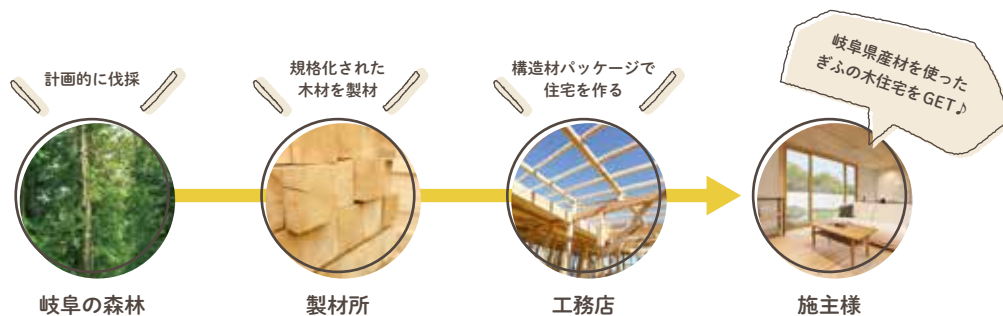 計画的に伐採
規格化された
木材を製材
構造材パッケージで
住宅を作る
岐阜県産材を使った
ぎふの木住宅をGET♪
岐阜の森林
製材所
工務店
施主様